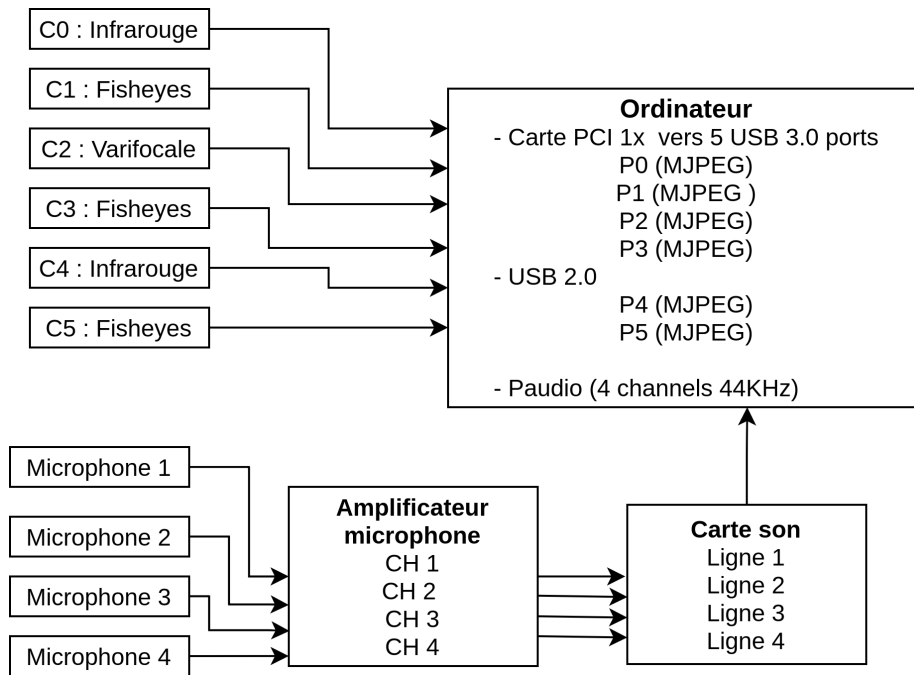 C0 : Infrarouge
C1 : Fisheyes
C2 : Varifocale
C3 : Fisheyes
C4 : Infrarouge
C5 : Fisheyes
Ordinateur
- Carte PCI 1x vers 5 USB 3.0 ports
P0 (MJPEG)
P1 (MJPEG )
P2 (MJPEG)
P3 (MJPEG)
- USB 2.0
P4 (MJPEG)
P5 (MJPEG)
- Paudio (4 channels 44KHz)
Microphone 1
Microphone 2
Microphone 3
Microphone 4
Amplificateur
microphone
CH 1
CH 2
CH 3
CH 4
Carte son
Ligne 1
Ligne 2
Ligne 3
Ligne 4